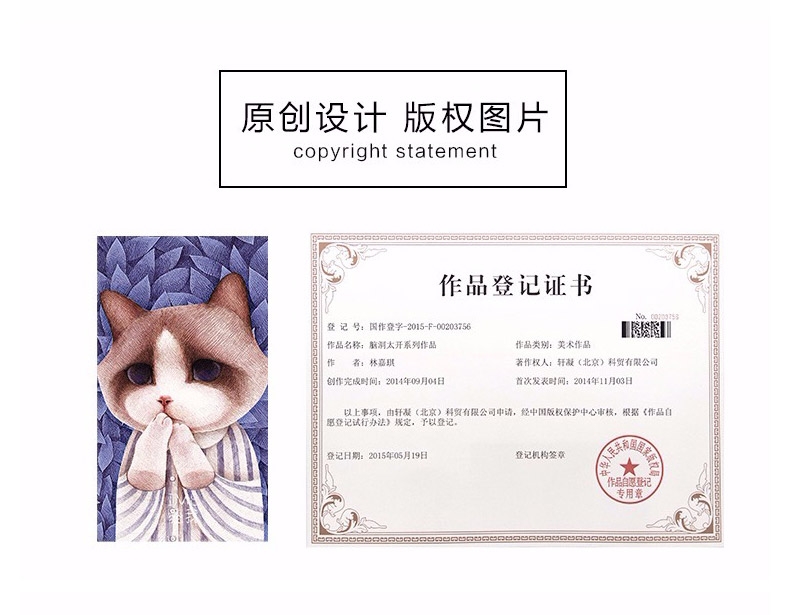 原创设计 版权图片
copyright statement
作品登记证书
No. 00203756
登 记 号：国作登字-2015-F-00203756
作品名称：脑洞太开系列作品 作品类别：美术作品
作 者：林嘉琪 著作权人：轩凝（北京）科贸有限公司
创作完成时间：2014年09月04日 首次发表时间：2014年11月03日
以上事项，由轩凝（北京）科贸有限公司申请，经中国版权保护中心审核，根据《作品自
愿登记试行办法》规定，予以登记。
登记日期：2015年05月19日 登记机构签章
中华人民共和国国家版权局
作品自愿登记
专用章